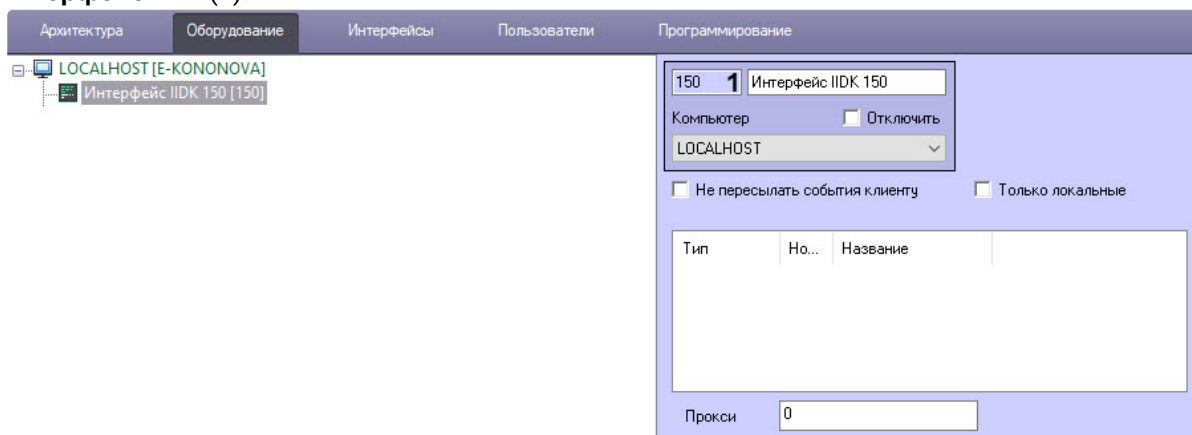 Архитектура Оборудование Интерфейсы Пользователи Программирование
LOCALHOST [E-KONONOVA]
Интерфейс IIDK 150 [150]
150 1 Интерфейс IIDK 150
Компьютер Отключить
LOCALHOST
Не пересылать события клиенту Только локальные
Тип Но... Название
Прокси 0